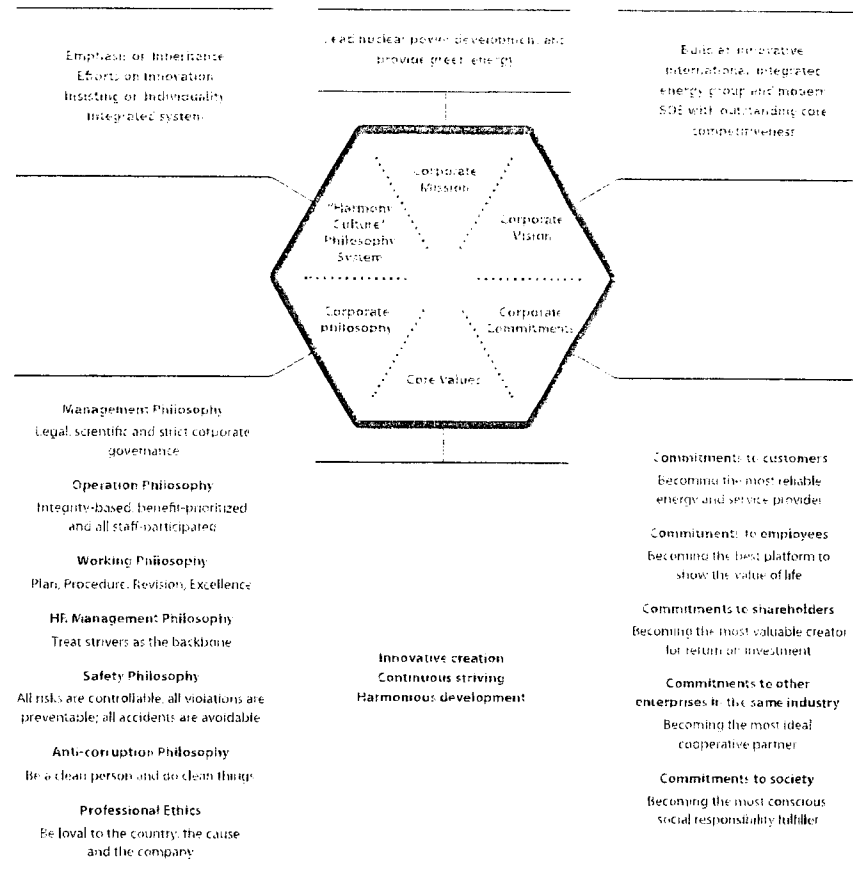 Emphasis on Inheritance
Efforts on Innovation
Insisting on Individuality
Integrated system
Lead nuclear power development and
provide green energy
Build an innovative
international, integrated
energy group and modern
SOE with outstanding core
competitiveness
Corporate
Mission
"Harmony
Culture"
Philosophy
System
Corporate
Vision
Corporate
philosophy
Corporate
Commitments
Core Values
Management Philosophy
Legal, scientific and strict corporate
governance
Operation Philosophy
Integrity-based, benefit-prioritized
and all staff-participated
Working Philosophy
Plan, Procedure, Revision, Excellence
HR Management Philosophy
Treat strivers as the backbone
Safety Philosophy
All risks are controllable, all violations are
preventable; all accidents are avoidable
Anti-corruption Philosophy
Be a clean person and do clean things
Professional Ethics
Be loyal to the country, the cause
and the company
Innovative creation
Continuous striving
Harmonious development
Commitments to customers
Becoming the most reliable
energy and service provider
Commitments to employees
Becoming the best platform to
show the value of life
Commitments to shareholders
Becoming the most valuable creator
for return on investment
Commitments to other
enterprises in the same industry
Becoming the most ideal
cooperative partner
Commitments to society
Becoming the most conscious
social responsibility fulfiller